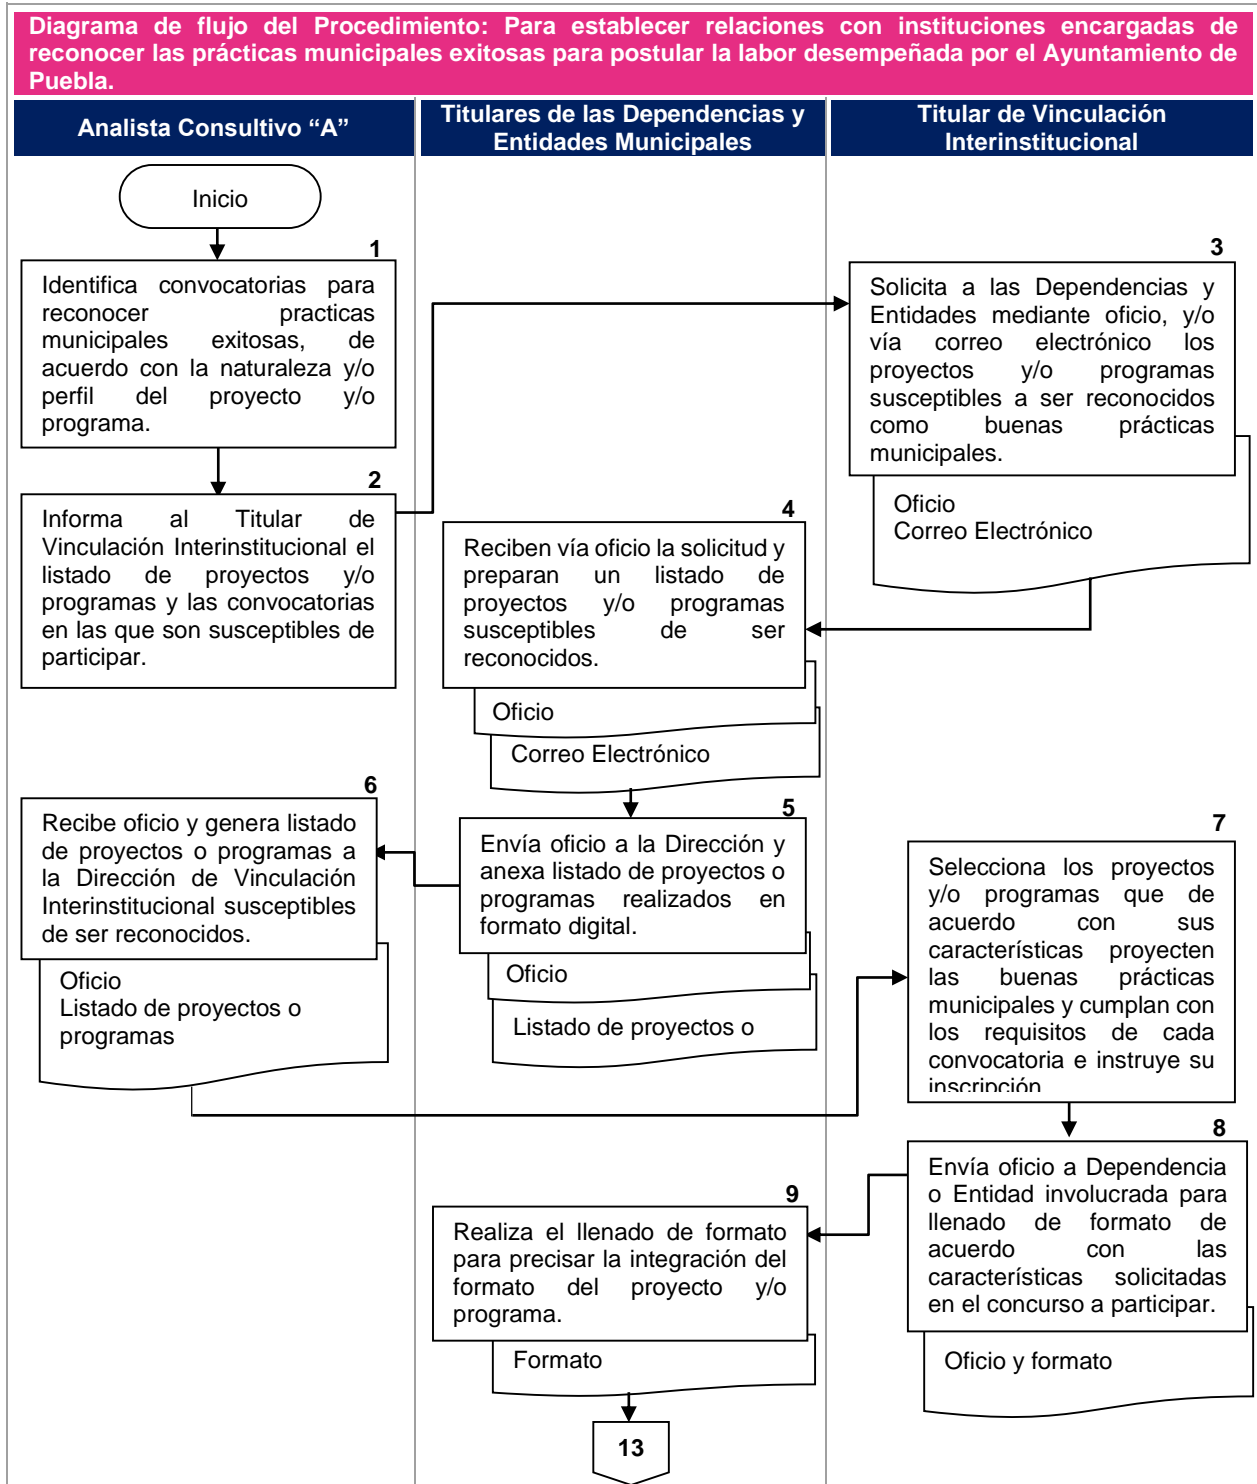 Diagrama de flujo del Procedimiento: Para establecer relaciones con instituciones encargadas de
reconocer las prácticas municipales exitosas para postular la labor desempeñada por el Ayuntamiento de
Puebla.
Analista Consultivo “A”
Titulares de las Dependencias y
Entidades Municipales
Titular de Vinculación
Interinstitucional
Inicio
1
Identifica convocatorias para
reconocer practicas
municipales exitosas, de
acuerdo con la naturaleza y/o
perfil del proyecto y/o
programa.
2
Informa al Titular de
Vinculación Interinstitucional el
listado de proyectos y/o
programas y las convocatorias
en las que son susceptibles de
participar.
3
Solicita a las Dependencias y
Entidades mediante oficio, y/o
vía correo electrónico los
proyectos y/o programas
susceptibles a ser reconocidos
como buenas prácticas
municipales.
Oficio
Correo Electrónico
4
Reciben vía oficio la solicitud y
preparan un listado de
proyectos y/o programas
susceptibles de ser
reconocidos.
Oficio
Correo Electrónico
5
Envía oficio a la Dirección y
anexa listado de proyectos o
programas realizados en
formato digital.
Oficio
Listado de proyectos o
6
Recibe oficio y genera listado
de proyectos o programas a
la Dirección de Vinculación
Interinstitucional susceptibles
de ser reconocidos.
Oficio
Listado de proyectos o
programas
7
Selecciona los proyectos
y/o programas que de
acuerdo con sus
características proyecten
las buenas prácticas
municipales y cumplan con
los requisitos de cada
convocatoria e instruye su
inscripción
8
Envía oficio a Dependencia
o Entidad involucrada para
llenado de formato de
acuerdo con las
características solicitadas
en el concurso a participar.
Oficio y formato
9
Realiza el llenado de formato
para precisar la integración del
formato del proyecto y/o
programa.
Formato
13